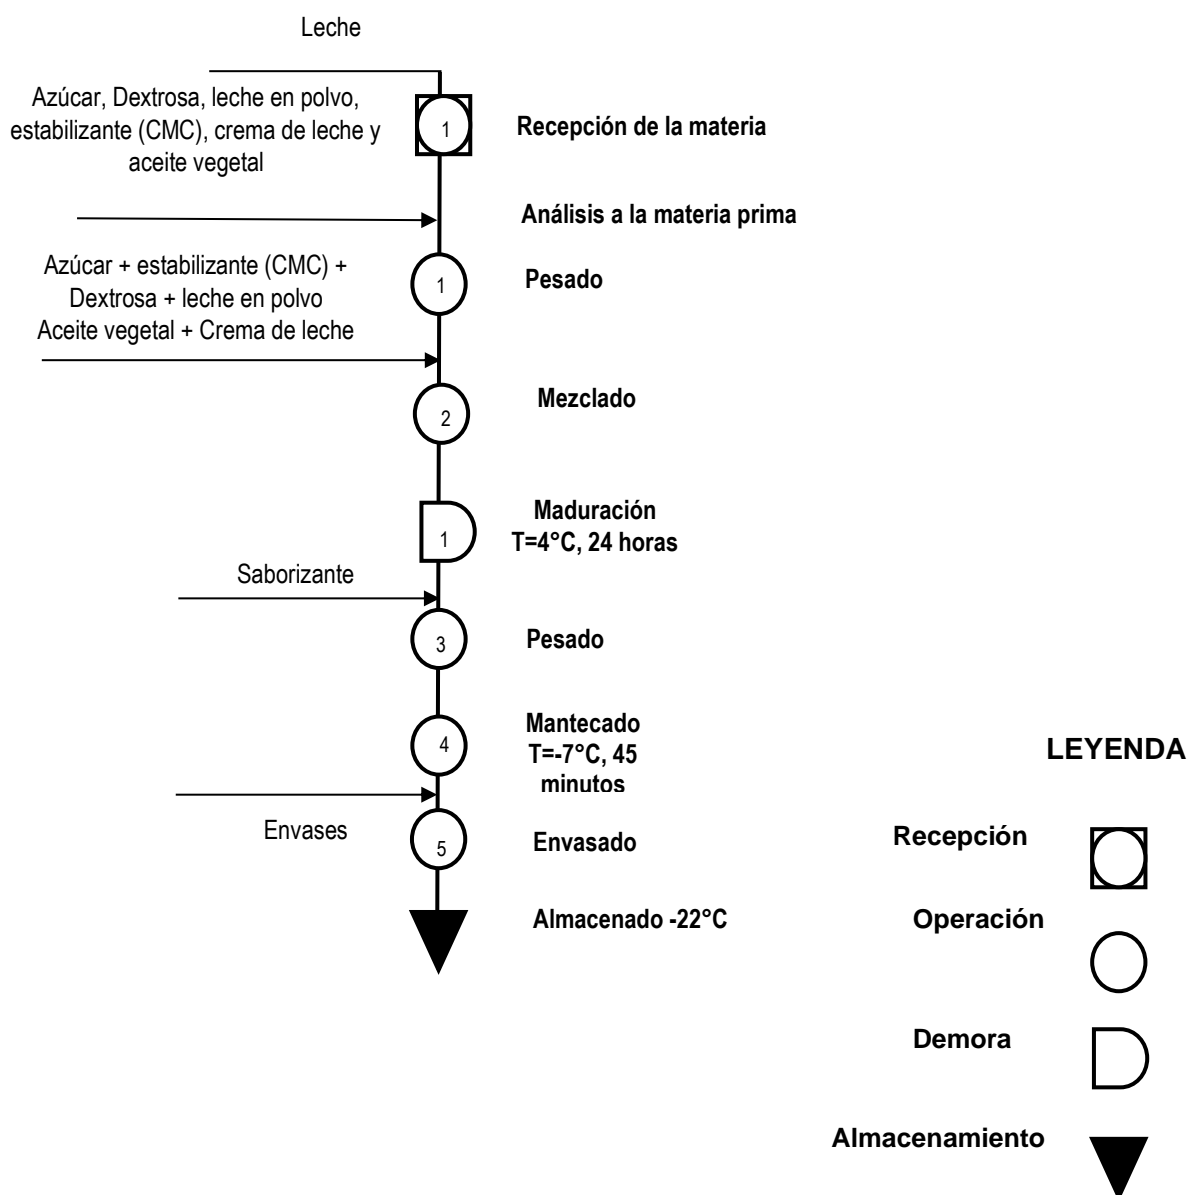 Leche
Azúcar, Dextrosa, leche en polvo,
estabilizante (CMC), crema de leche y
aceite vegetal
1
Recepción de la materia
Análisis a la materia prima
Azúcar + estabilizante (CMC) +
Dextrosa + leche en polvo
Aceite vegetal + Crema de leche
1
Pesado
2
Mezclado
1
Maduración
T=4°C, 24 horas
Saborizante
3
Pesado
4
Mantecado
T=-7°C, 45
minutos
Envases
5
Envasado
Almacenado -22°C
LEYENDA
Recepción
Operación
Demora
Almacenamiento